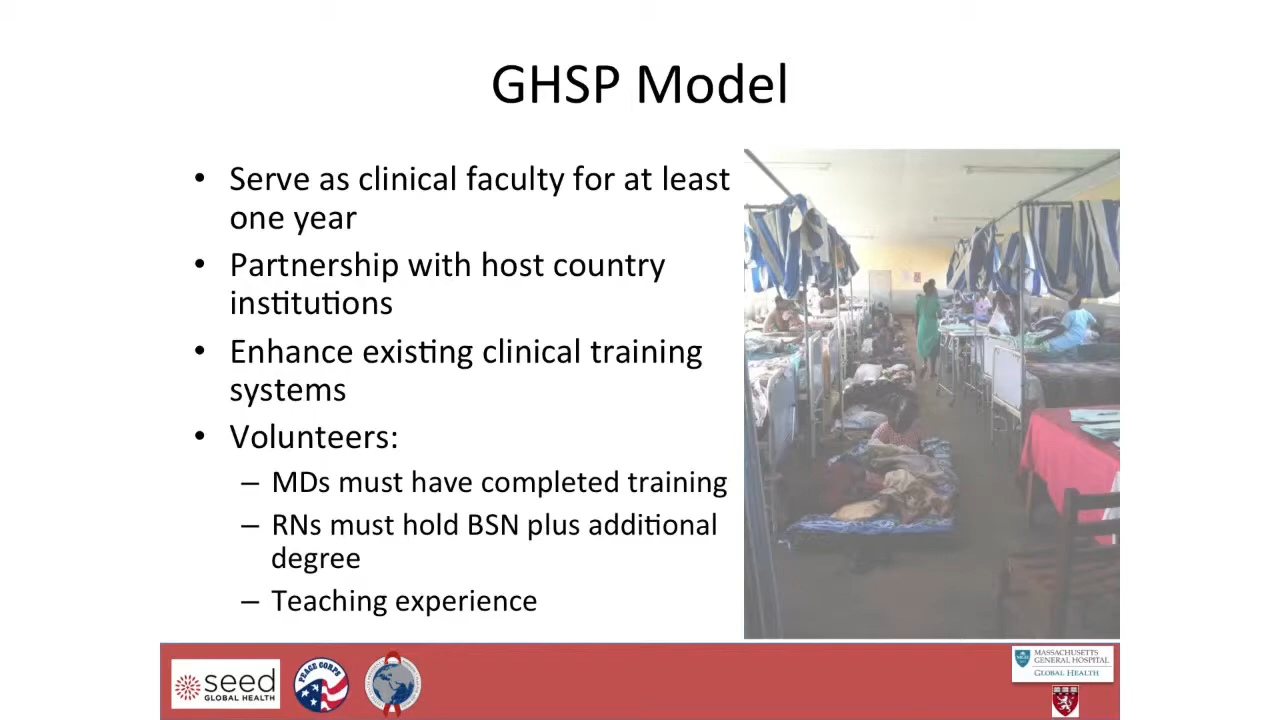 GHSP Model
• Serve as clinical faculty for at least
one year
• Partnership with host country
institutions
• Enhance existing clinical training
systems
• Volunteers:
– MDs must have completed training
– RNs must hold BSN plus additional
degree
– Teaching experience
seed
GLOBAL HEALTH
PEACE CORPS
MASSACHUSETTS
GENERAL HOSPITAL
GLOBAL HEALTH